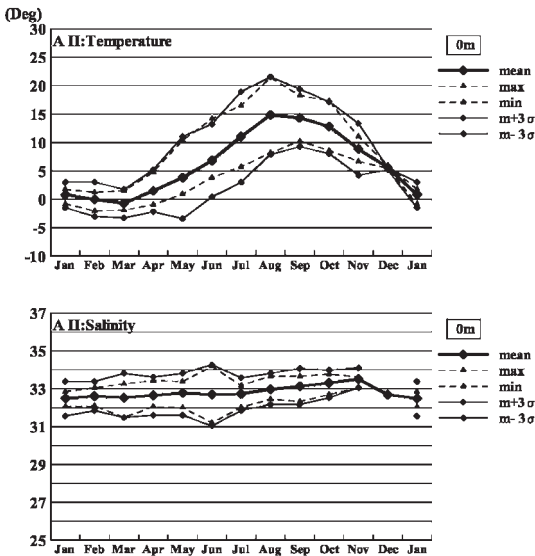 (Deg)
30
A II:Temperature
0m
25
20
15
10
5
0
-5
-10
mean
max
min
m+3σ
m-3σ
Jan Feb Mar Apr May Jun Jul Aug Sep Oct Nov Dec Jan
37
A II:Salinity
0m
35
33
31
29
27
25
mean
max
min
m+3σ
m-3σ
Jan Feb Mar Apr May Jun Jul Aug Sep Oct Nov Dec Jan